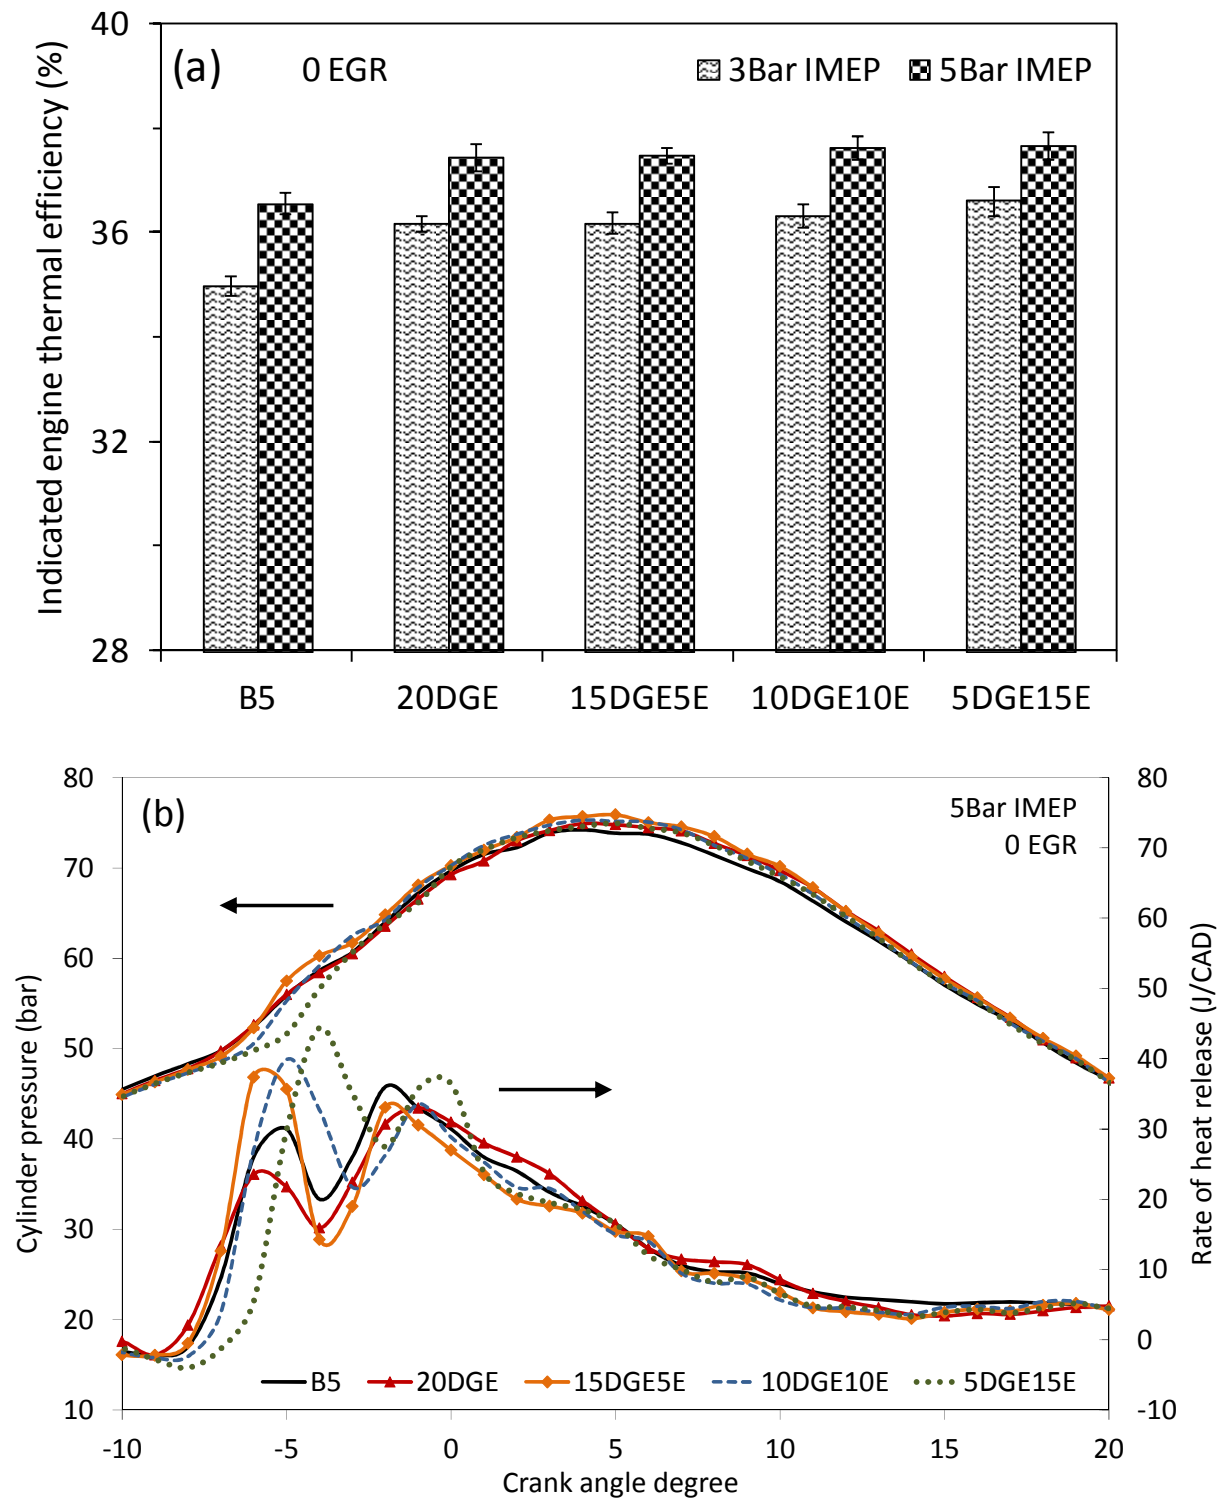 Indicated engine thermal efficiency (%)
40
36
32
28
(a)
0 EGR
3Bar IMEP
5Bar IMEP
B5
20DGE
15DGE5E
10DGE10E
5DGE15E
Cylinder pressure (bar)
80
70
60
50
40
30
20
10
(b)
5Bar IMEP
0 EGR
80
70
60
50
40
30
20
10
0
-10
Rate of heat release (J/CAD)
B5
20DGE
15DGE5E
10DGE10E
5DGE15E
-10
-5
0
5
10
15
20
Crank angle degree